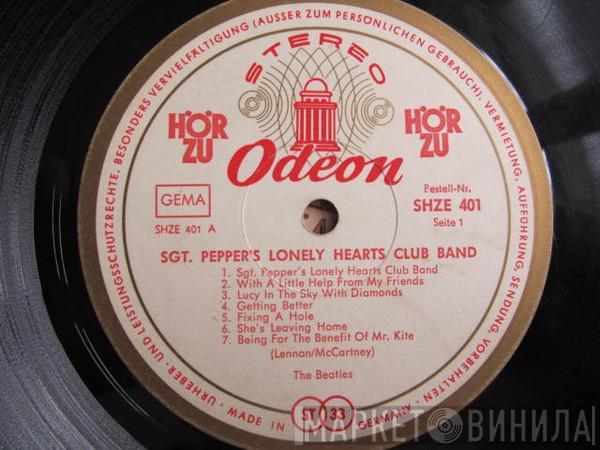 URHEBER- UND LEISTUNGSSCHUTZRECHTE, BESONDERS VERVIELFÄLTIGUNG (AUSSER ZUM PERSÖNLICHEN GEBRAUCH), VERMIETUNG, AUFFÜHRUNG, SENDUNG, VORBEHALTEN
STEREO
HÖR ZU
HÖR ZU
Odeon
GEMA
SHZE 401 A
Bestell-Nr.
SHZE 401
Seite 1
SGT. PEPPER'S LONELY HEARTS CLUB BAND
1. Sgt. Pepper's Lonely Hearts Club Band
2. With A Little Help From My Friends
3. Lucy In The Sky With Diamonds
4. Getting Better
5. Fixing A Hole
6. She's Leaving Home
7. Being For The Benefit Of Mr. Kite
(Lennon/McCartney)
The Beatles
MADE IN GERMANY
ST 33
МАРКЕТ ВИНИЛА